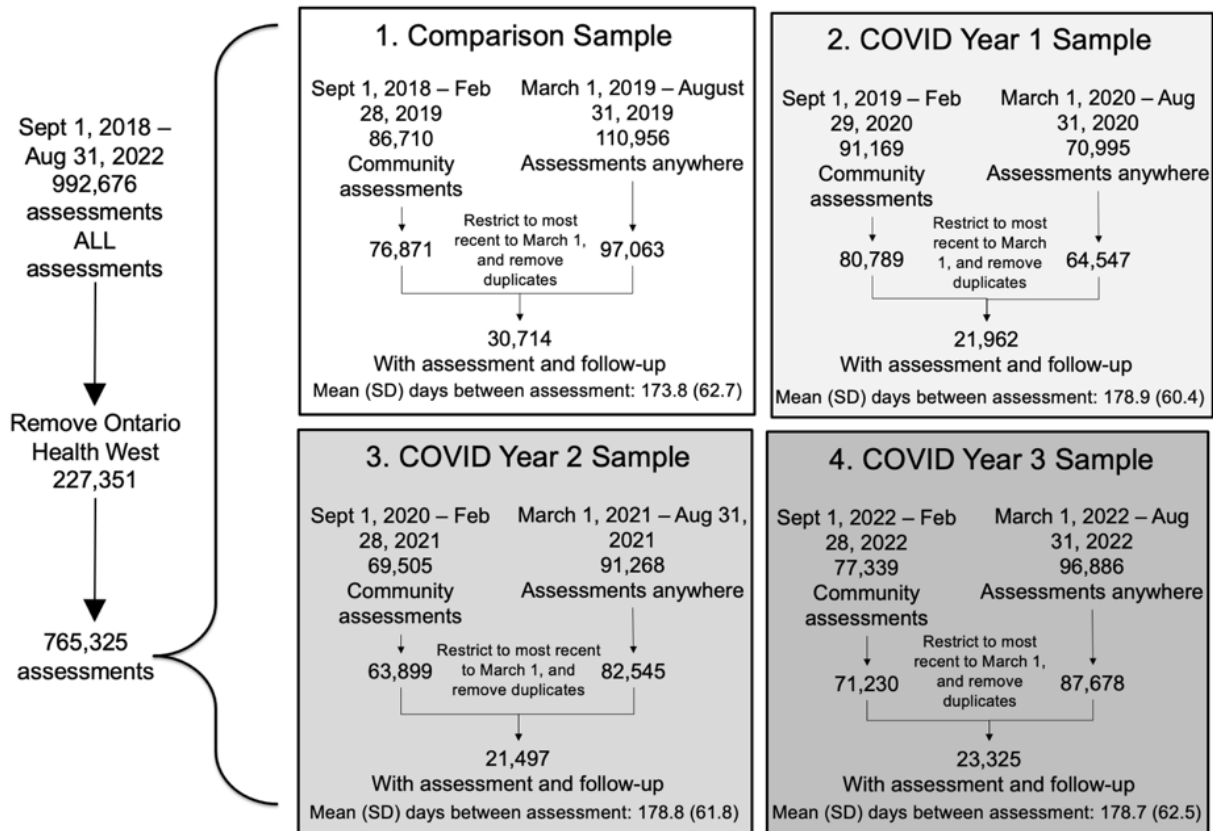 Sept 1, 2018 –
Aug 31, 2022
992,676
assessments
ALL
assessments
Remove Ontario
Health West
227,351
765,325
assessments
1. Comparison Sample
Sept 1, 2018 – Feb
28, 2019
86,710
Community
assessments
76,871
March 1, 2019 – August
31, 2019
110,956
Assessments anywhere
97,063
Restrict to most
recent to March 1,
and remove
duplicates
30,714
With assessment and follow-up
Mean (SD) days between assessment: 173.8 (62.7)
2. COVID Year 1 Sample
Sept 1, 2019 – Feb
29, 2020
91,169
Community
assessments
80,789
March 1, 2020 – Aug
31, 2020
70,995
Assessments anywhere
64,547
Restrict to most
recent to March
1, and remove
duplicates
21,962
With assessment and follow-up
Mean (SD) days between assessment: 178.9 (60.4)
3. COVID Year 2 Sample
Sept 1, 2020 – Feb
28, 2021
69,505
Community
assessments
63,899
March 1, 2021 – Aug 31,
2021
91,268
Assessments anywhere
82,545
Restrict to most recent
to March 1, and
remove duplicates
21,497
With assessment and follow-up
Mean (SD) days between assessment: 178.8 (61.8)
4. COVID Year 3 Sample
Sept 1, 2022 – Feb
28, 2022
77,339
Community
assessments
71,230
March 1, 2022 – Aug
31, 2022
96,886
Assessments anywhere
87,678
Restrict to most
recent to March 1,
and remove
duplicates
23,325
With assessment and follow-up
Mean (SD) days between assessment: 178.7 (62.5)